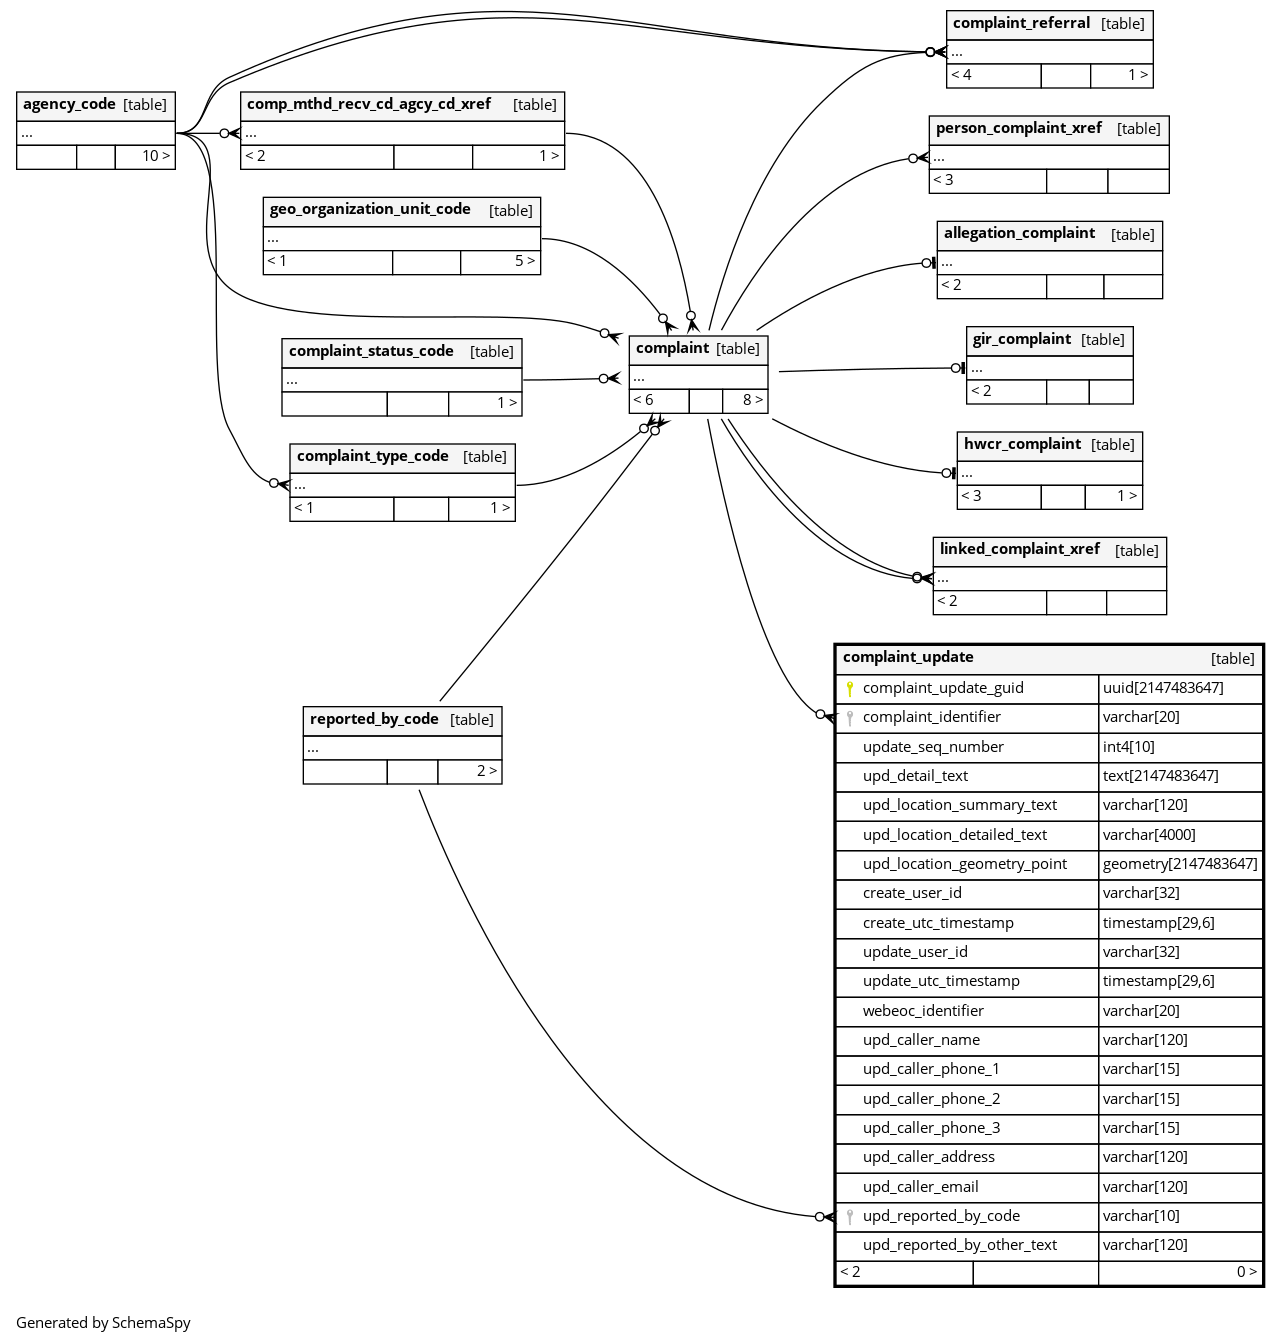 complaint_referral [table]
...
< 4 1 >
agency_code [table]
...
10 >
comp_mthd_recv_cd_agcy_cd_xref [table]
...
< 2 1 >
person_complaint_xref [table]
...
< 3
geo_organization_unit_code [table]
...
< 1 5 >
allegation_complaint [table]
...
< 2
complaint_status_code [table]
...
1 >
complaint [table]
...
< 6 8 >
gir_complaint [table]
...
< 2
complaint_type_code [table]
...
< 1 1 >
hwcr_complaint [table]
...
< 3 1 >
linked_complaint_xref [table]
...
< 2
reported_by_code [table]
...
2 >
complaint_update [table]
complaint_update_guid uuid[2147483647]
complaint_identifier varchar[20]
update_seq_number int4[10]
upd_detail_text text[2147483647]
upd_location_summary_text varchar[120]
upd_location_detailed_text varchar[4000]
upd_location_geometry_point geometry[2147483647]
create_user_id varchar[32]
create_utc_timestamp timestamp[29,6]
update_user_id varchar[32]
update_utc_timestamp timestamp[29,6]
webeoc_identifier varchar[20]
upd_caller_name varchar[120]
upd_caller_phone_1 varchar[15]
upd_caller_phone_2 varchar[15]
upd_caller_phone_3 varchar[15]
upd_caller_address varchar[120]
upd_caller_email varchar[120]
upd_reported_by_code varchar[10]
upd_reported_by_other_text varchar[120]
< 2 0 >
Generated by SchemaSpy